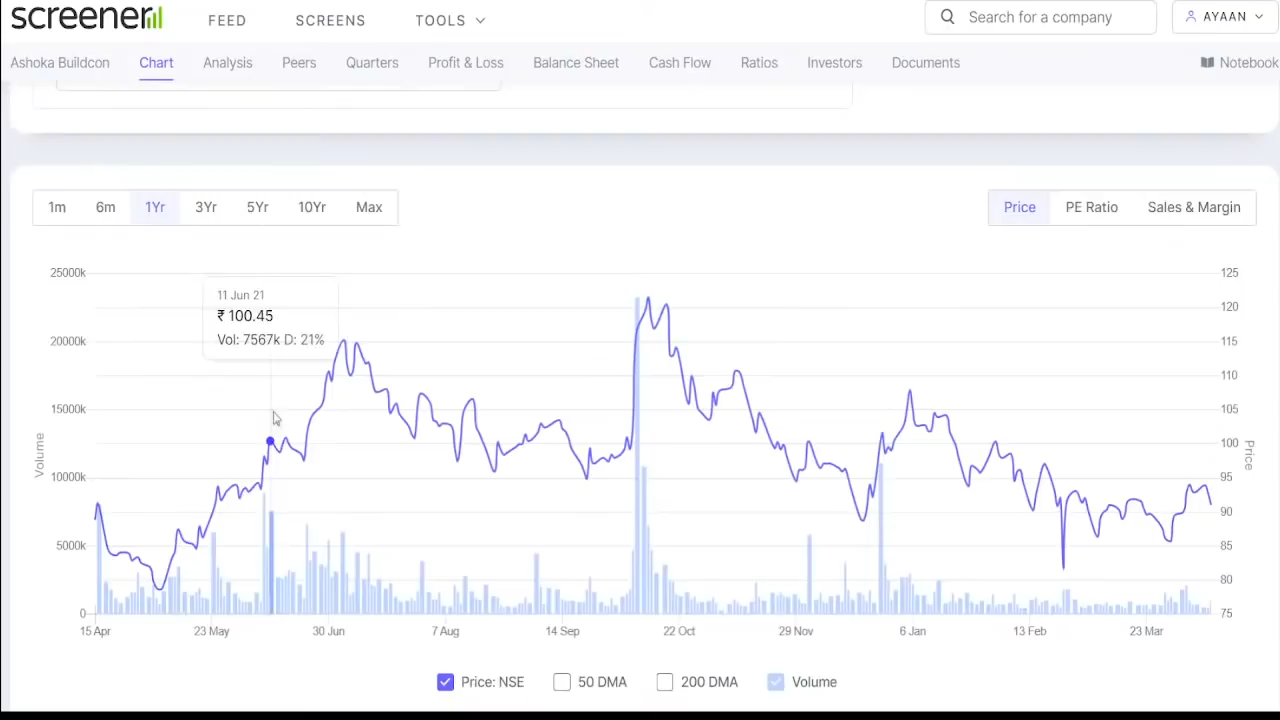 screener FEED SCREENS TOOLS Search for a company AYAAN
Ashoka Buildcon Chart Analysis Peers Quarters Profit & Loss Balance Sheet Cash Flow Ratios Investors Documents Notebook
1m 6m 1Yr 3Yr 5Yr 10Yr Max Price PE Ratio Sales & Margin
25000k 125
11 Jun 21
₹ 100.45
120
Vol: 7567k D: 21%
20000k 115
110
15000k 105
100
Volume Price
10000k 95
90
5000k 85
80
0 75
15 Apr 23 May 30 Jun 7 Aug 14 Sep 22 Oct 29 Nov 6 Jan 13 Feb 23 Mar
Price: NSE 50 DMA 200 DMA Volume